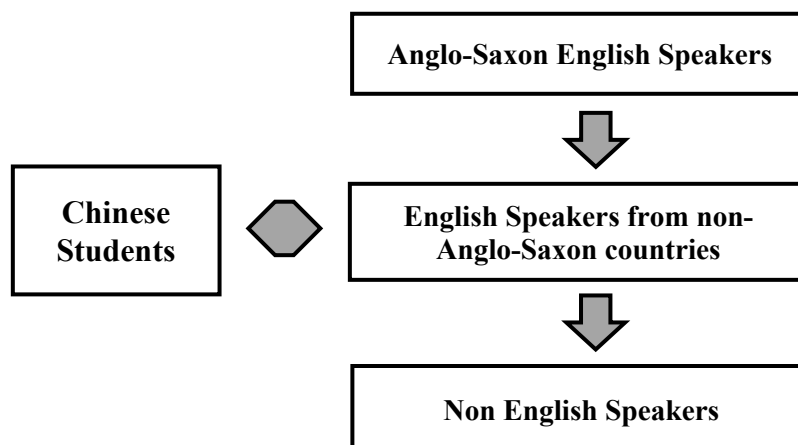 Anglo-Saxon English Speakers
Chinese
Students
English Speakers from non-
Anglo-Saxon countries
Non English Speakers